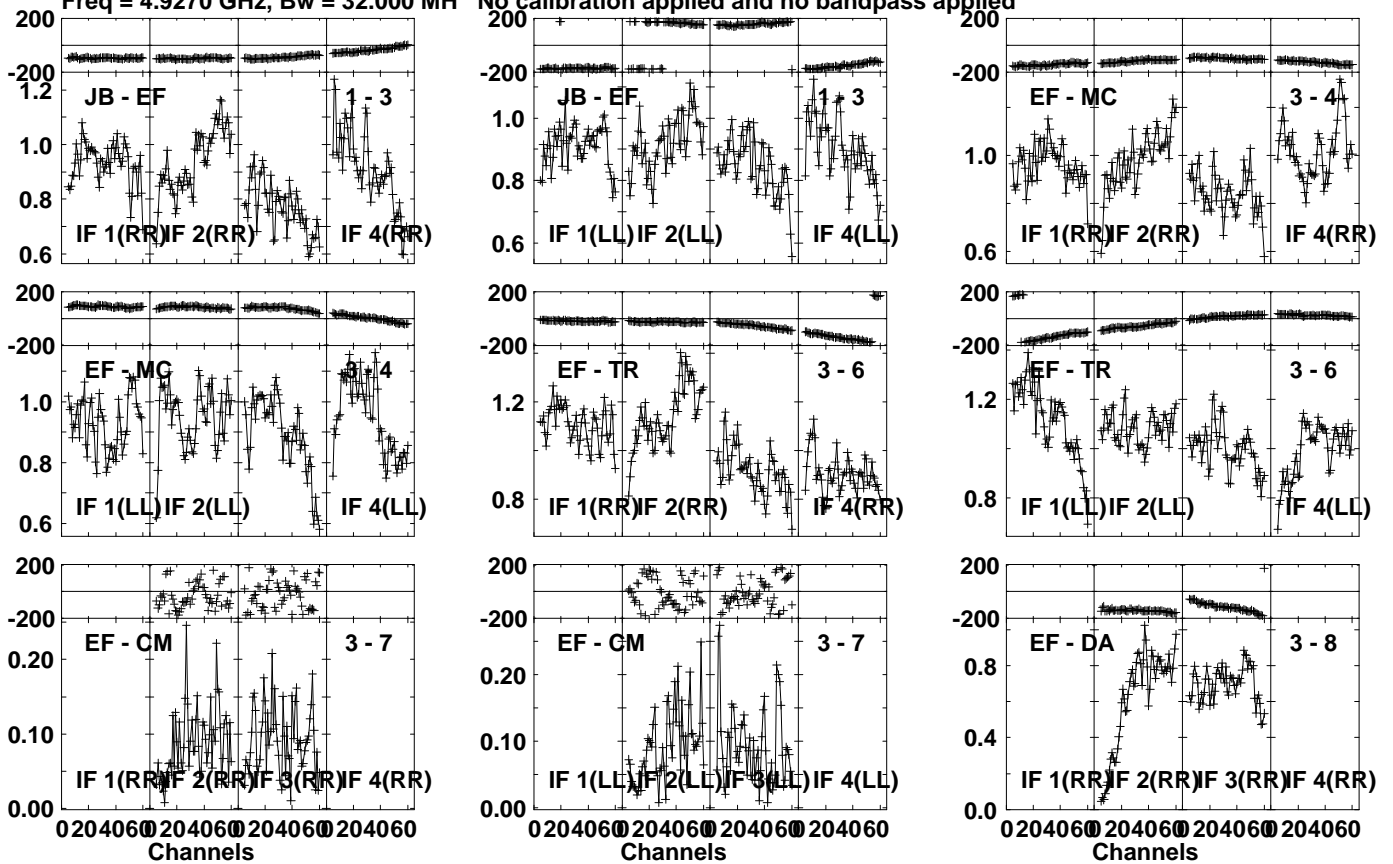 Freq = 4.9270 GHz, Bw = 32.000 MH No calibration applied and no bandpass applied
200
-200
1.2
1.0
0.8
0.6
JB - EF
1 - 3
IF 1(RR)
IF 2(RR)
IF 4(RR)
200
-200
1.0
0.8
0.6
JB - EF
1 - 3
IF 1(LL)
IF 2(LL)
IF 4(LL)
200
-200
1.0
0.6
EF - MC
3 - 4
IF 1(RR)
IF 2(RR)
IF 4(RR)
200
-200
1.0
0.8
0.6
EF - MC
3 - 4
IF 1(LL)
IF 2(LL)
IF 4(LL)
200
-200
1.2
0.8
EF - TR
3 - 6
IF 1(RR)
IF 2(RR)
IF 4(RR)
200
-200
1.2
0.8
EF - TR
3 - 6
IF 1(LL)
IF 2(LL)
IF 4(LL)
200
-200
0.20
0.10
0.00
EF - CM
3 - 7
IF 1(RR)
IF 2(RR)
IF 3(RR)
IF 4(RR)
0 20 40 60 0 20 40 60 0 20 40 60 0 20 40 60
Channels
200
-200
0.20
0.10
0.00
EF - CM
3 - 7
IF 1(LL)
IF 2(LL)
IF 3(LL)
IF 4(LL)
0 20 40 60 0 20 40 60 0 20 40 60 0 20 40 60
Channels
200
-200
0.8
0.4
0.0
EF - DA
3 - 8
IF 1(RR)
IF 2(RR)
IF 3(RR)
IF 4(RR)
0 20 40 60 0 20 40 60 0 20 40 60 0 20 40 60
Channels